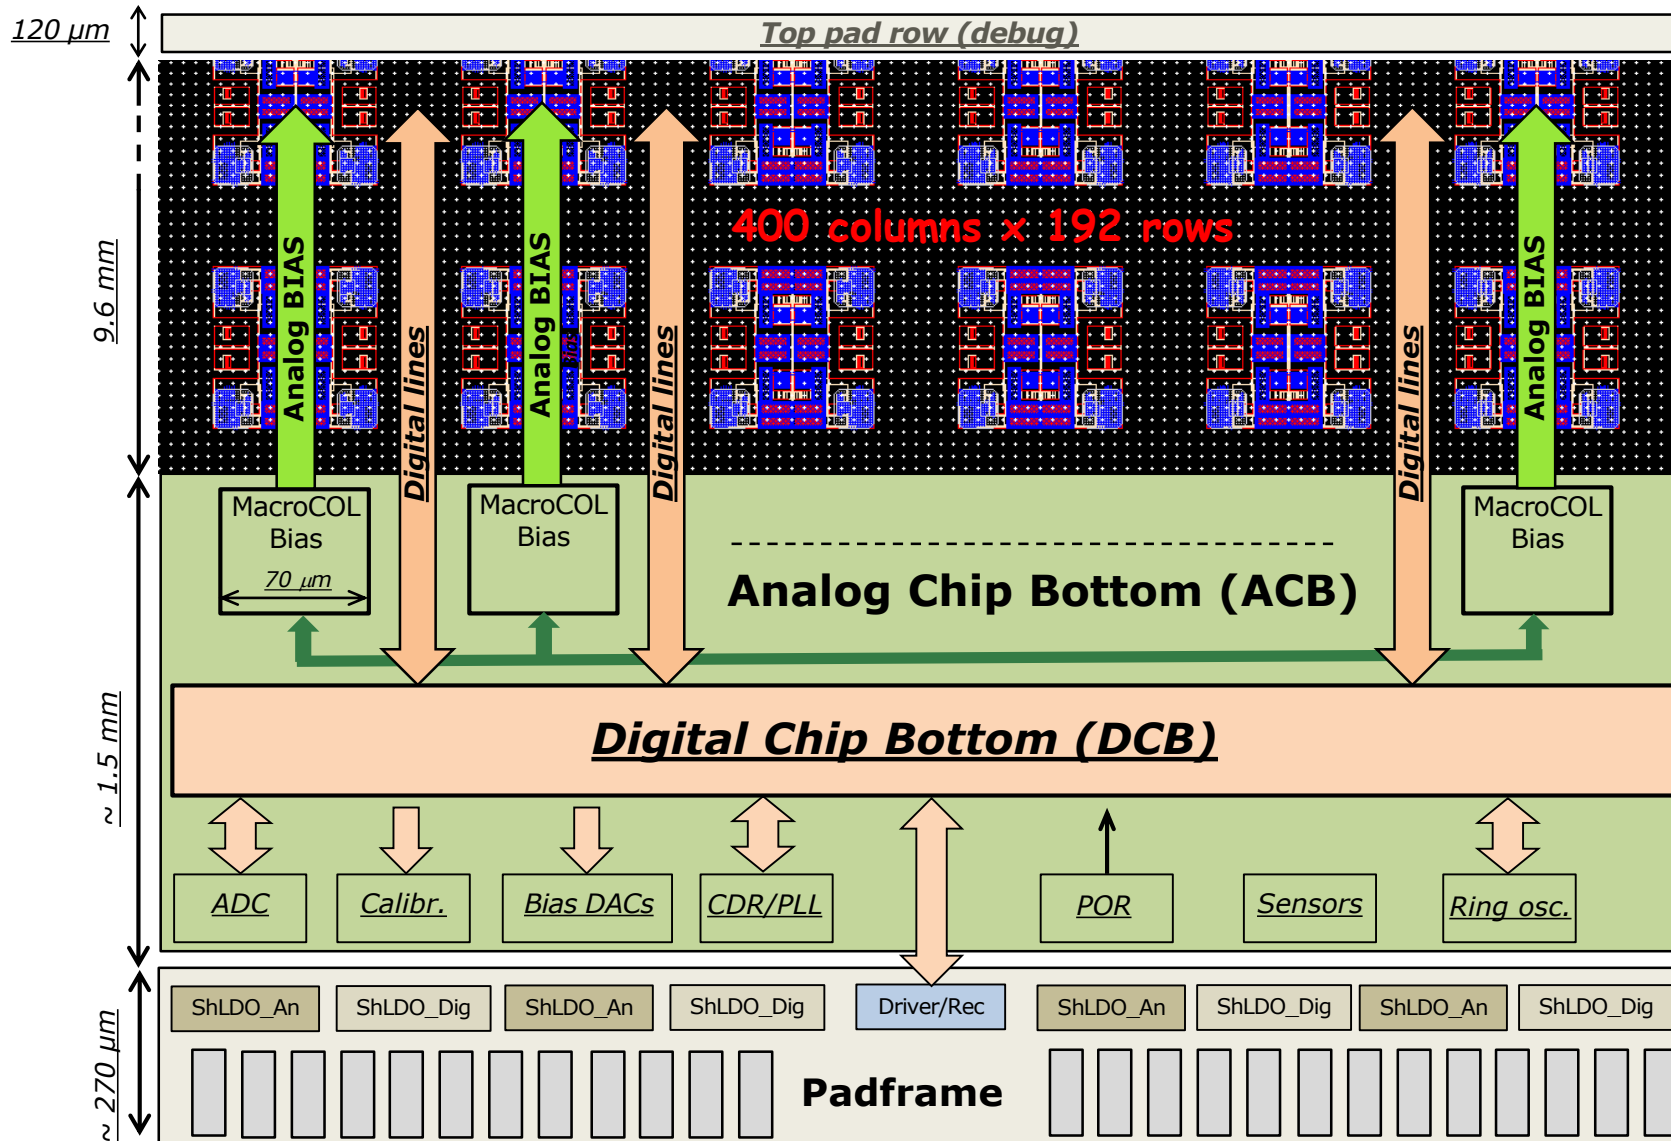 120 μm
Top pad row (debug)
9.6 mm
400 columns × 192 rows
Analog BIAS
Digital lines
Analog BIAS
Digital lines
Digital lines
Analog BIAS
MacroCOL
Bias
70 μm
MacroCOL
Bias
MacroCOL
Bias
Analog Chip Bottom (ACB)
~ 1.5 mm
Digital Chip Bottom (DCB)
ADC
Calibr.
Bias DACs
CDR/PLL
POR
Sensors
Ring osc.
~ 270 μm
ShLDO_An
ShLDO_Dig
ShLDO_An
ShLDO_Dig
Driver/Rec
ShLDO_An
ShLDO_Dig
ShLDO_An
ShLDO_Dig
Padframe